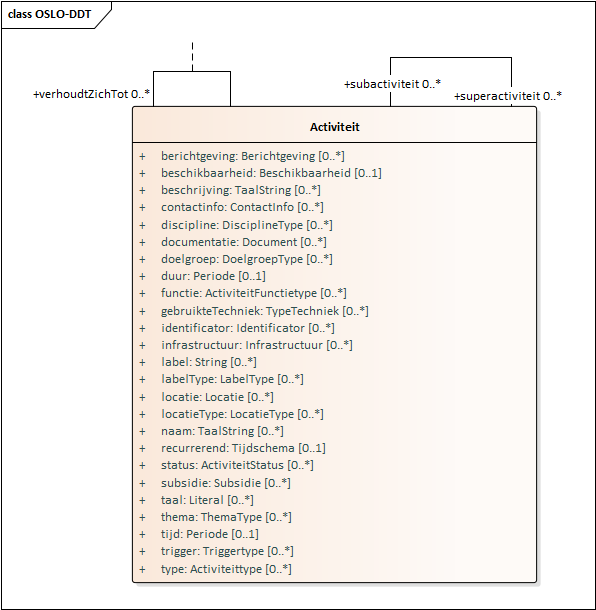 class OSLO-DDT
+verhoudtZichTot 0..*
+subactiviteit 0..*
+superactiviteit 0..*
Activiteit
+ berichtgeving: Berichtgeving [0..*]
+ beschikbaarheid: Beschikbaarheid [0..1]
+ beschrijving: TaalString [0..*]
+ contactinfo: ContactInfo [0..*]
+ discipline: DisciplineType [0..*]
+ documentatie: Document [0..*]
+ doelgroep: DoelgroepType [0..*]
+ duur: Periode [0..1]
+ functie: ActiviteitFunctietype [0..*]
+ gebruikteTechniek: TypeTechniek [0..*]
+ identificator: Identificator [0..*]
+ infrastructuur: Infrastructuur [0..*]
+ label: String [0..*]
+ labelType: LabelType [0..*]
+ locatie: Locatie [0..*]
+ locatieType: LocatieType [0..*]
+ naam: TaalString [0..*]
+ recurrerend: Tijdschema [0..1]
+ status: ActiviteitStatus [0..*]
+ subsidie: Subsidie [0..*]
+ taal: Literal [0..*]
+ thema: ThemaType [0..*]
+ tijd: Periode [0..1]
+ trigger: Triggertype [0..*]
+ type: Activiteittype [0..*]